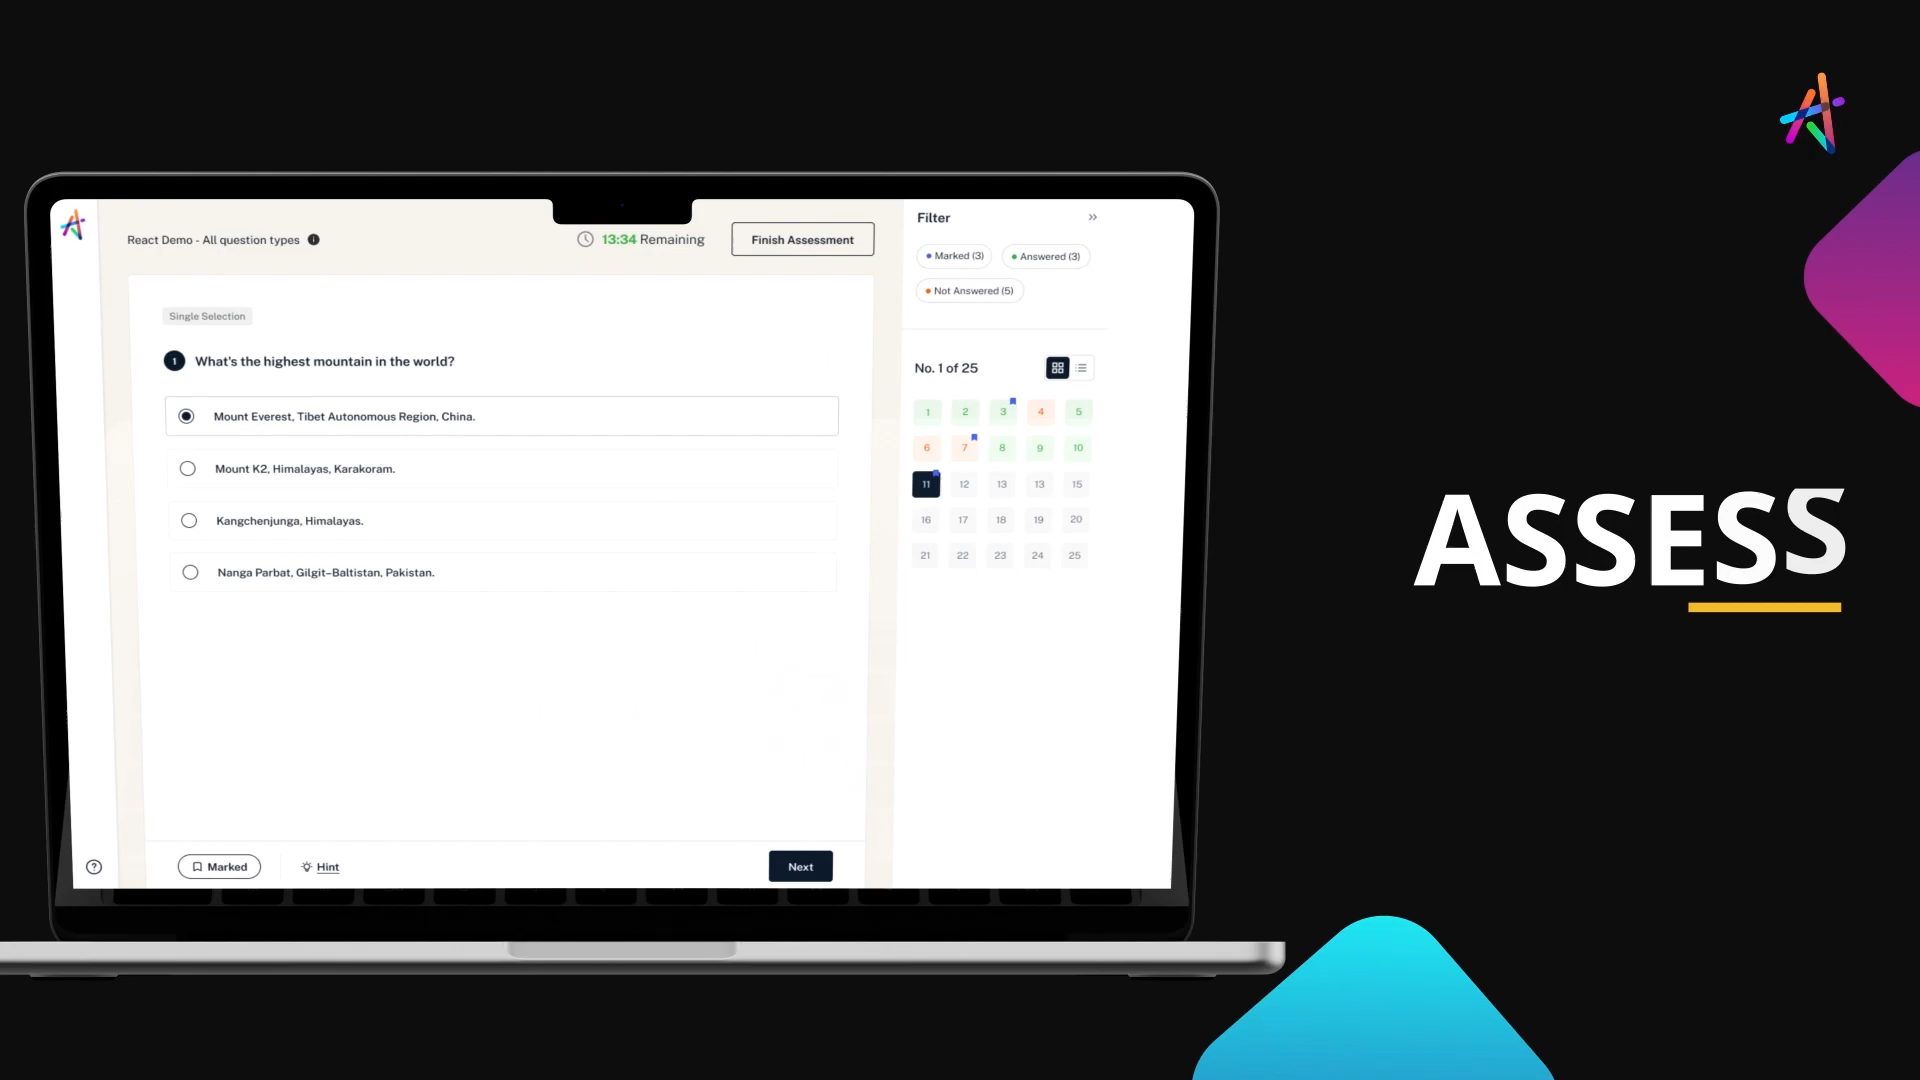 React Demo - All question types
13:34 Remaining
Finish Assessment
Single Selection
1 What's the highest mountain in the world?
Mount Everest, Tibet Autonomous Region, China.
Mount K2, Himalayas, Karakoram.
Kangchenjunga, Himalayas.
Nanga Parbat, Gilgit-Baltistan, Pakistan.
Marked
Hint
Next
Filter
Marked (3)
Answered (3)
Not Answered (5)
No. 1 of 25
1 2 3 4 5
6 7 8 9 10
11 12 13 13 15
16 17 18 19 20
21 22 23 24 25
ASSESS